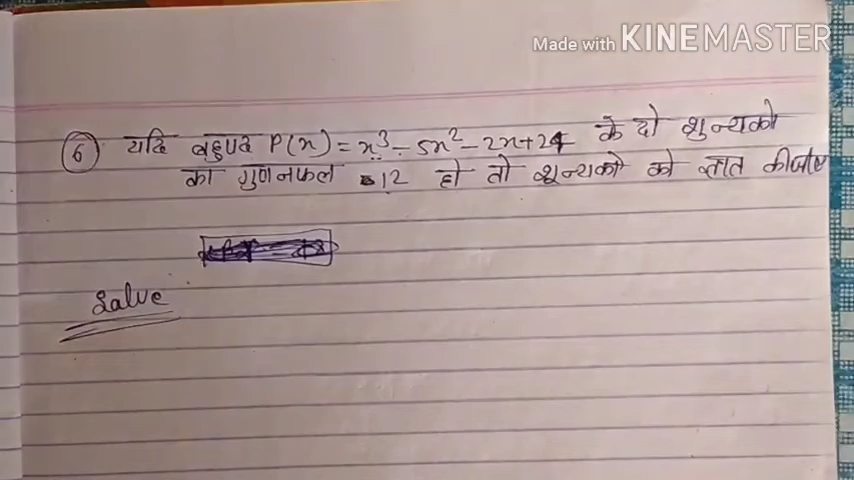 Made with KINEMASTER
6 यदि बहुपद P(x) = x³ - 5x² - 2x + 24 के दो शुन्यको
का गुणनफल 12 हो तो शून्यको को ज्ञात कीजीए
Salve